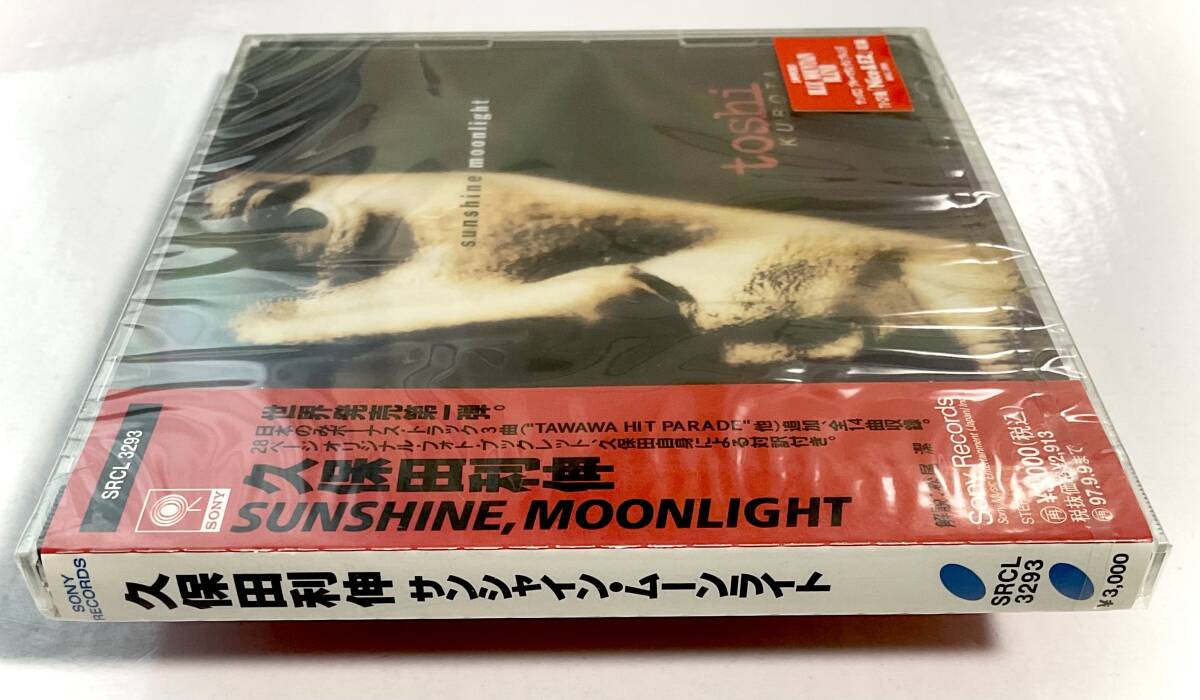 sunshine moonlight
toshi
KUBOTA
SRCL 3293
SONY
世界発売第一弾。
日本のみボーナス・トラック3曲("TAWAWA HIT PARADE"他)追加、全14曲収録。
28ページオリジナル・フォト・ブックレット、久保田自身による対訳付き。
久保田利伸
SUNSHINE, MOONLIGHT
Sony Records
97.9.9まで
SONY RECORDS
久保田利伸 サンシャイン・ムーンライト
SRCL 3293
¥3,000